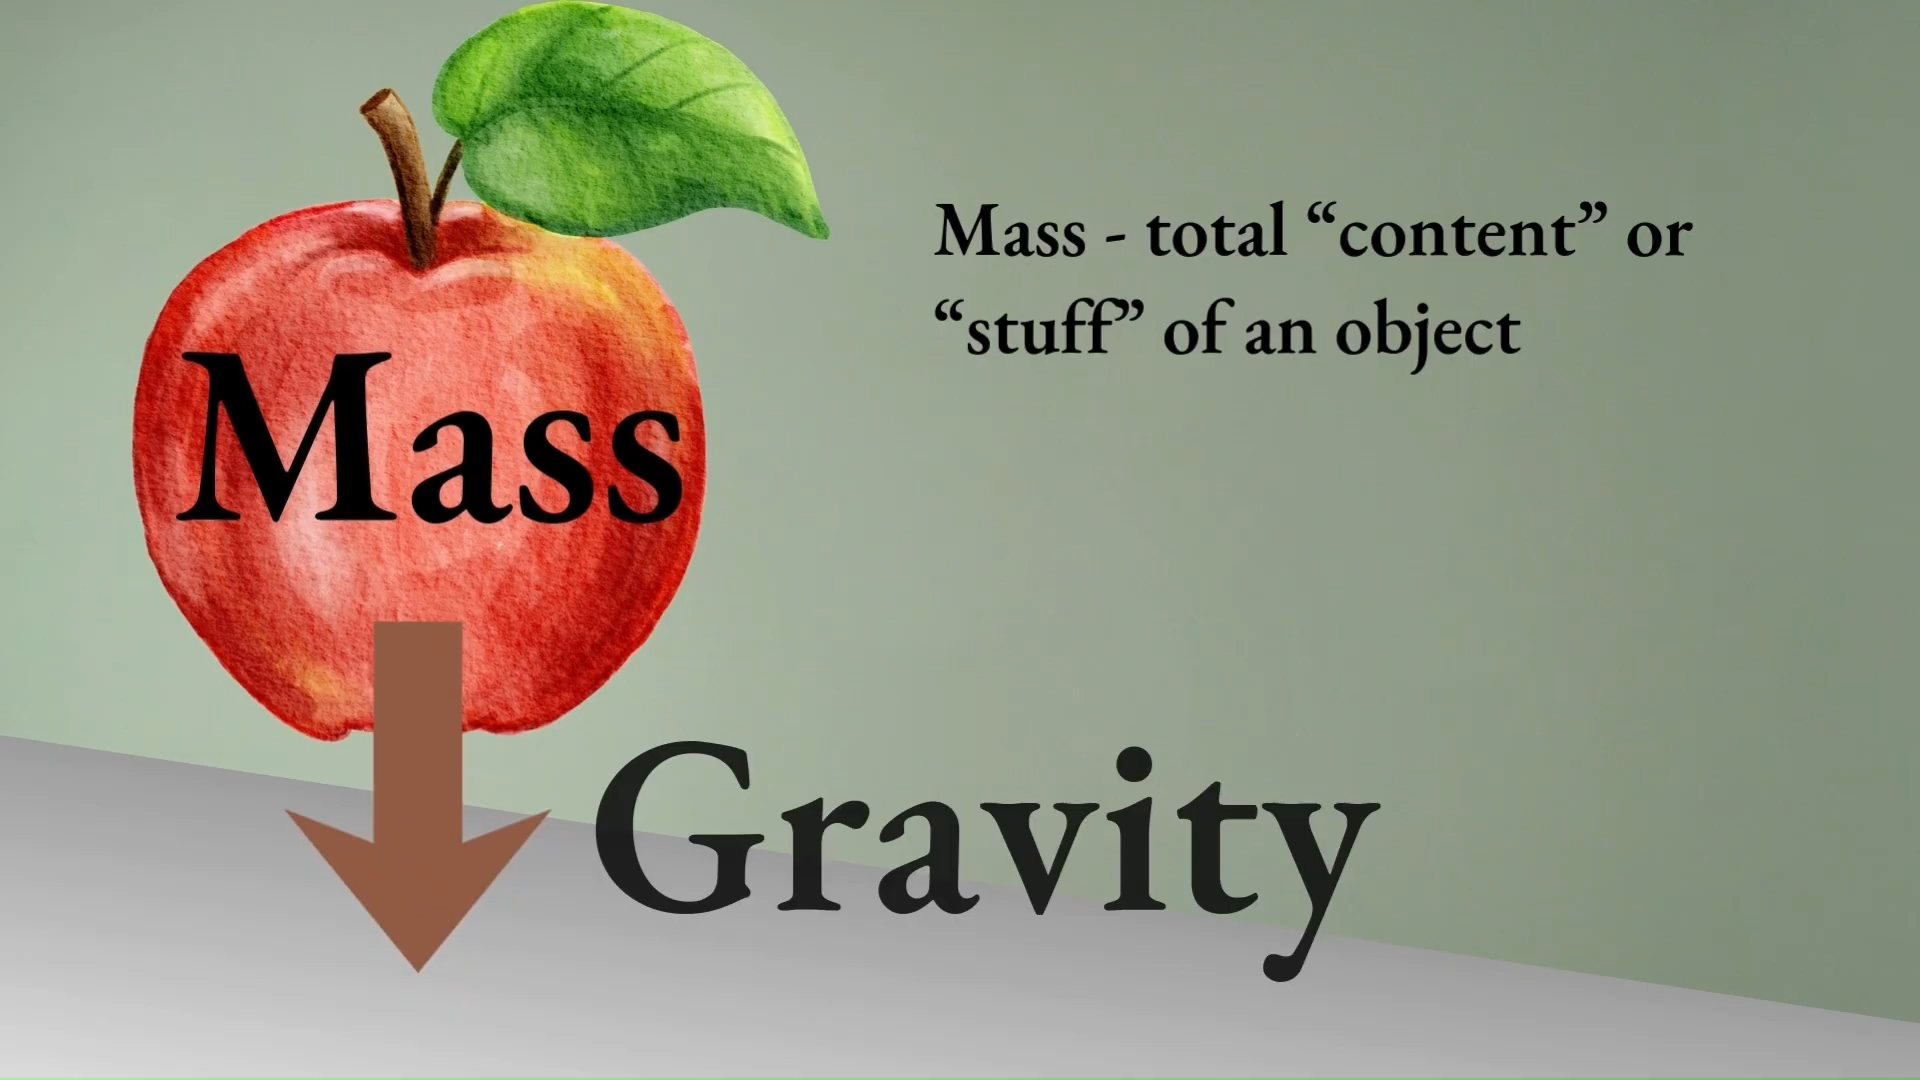 Mass - total “content” or
“stuff” of an object
Mass
Gravity